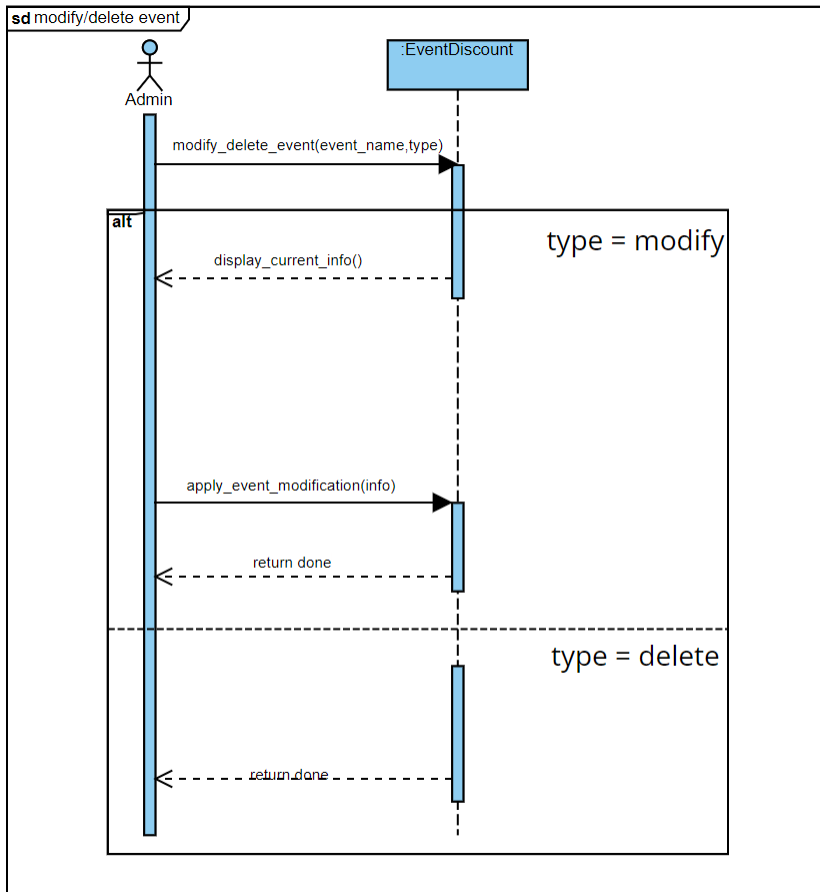 sd modify/delete event
:EventDiscount
Admin
modify_delete_event(event_name,type)
alt
type = modify
display_current_info()
apply_event_modification(info)
return done
type = delete
return done